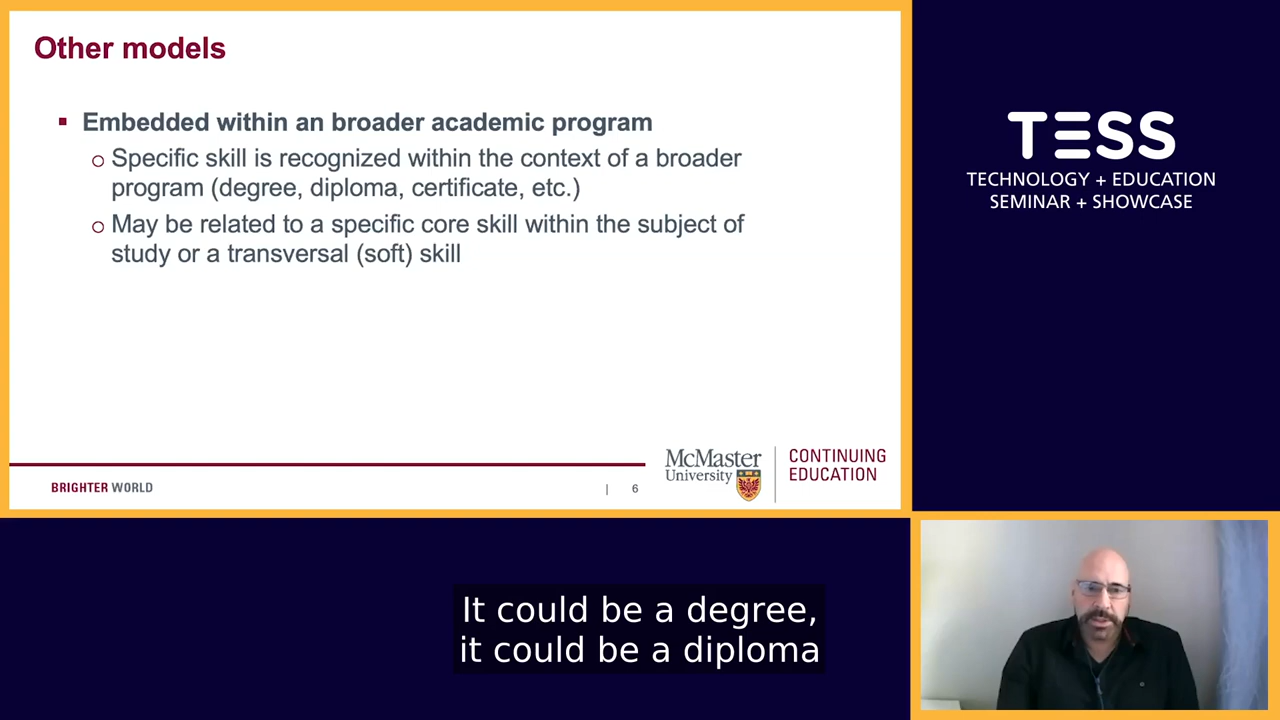 Other models
Embedded within an broader academic program
Specific skill is recognized within the context of a broader
program (degree, diploma, certificate, etc.)
May be related to a specific core skill within the subject of
study or a transversal (soft) skill
BRIGHTER WORLD
| 6
McMaster
University
CONTINUING
EDUCATION
TESS
TECHNOLOGY + EDUCATION
SEMINAR + SHOWCASE
It could be a degree,
it could be a diploma